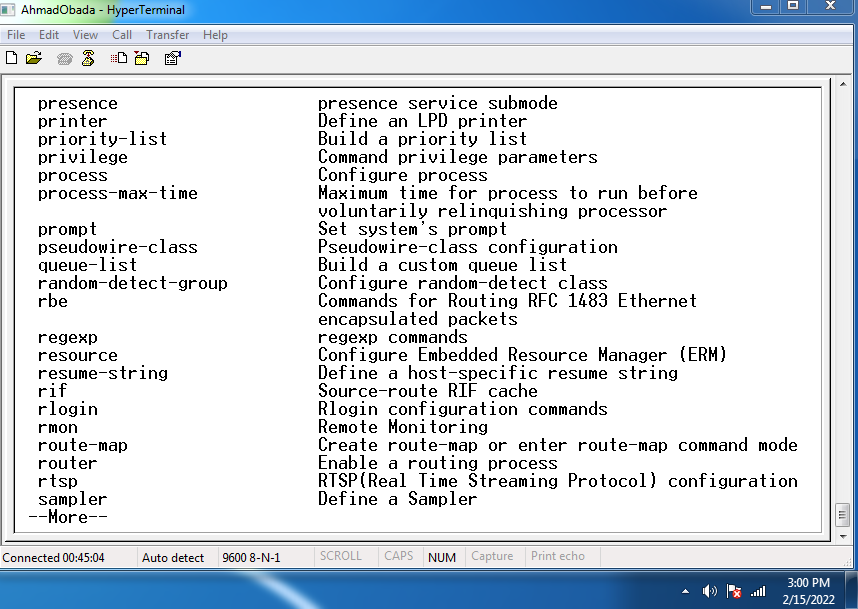 AhmadObada - HyperTerminal
File Edit View Call Transfer Help
presence presence service submode
printer Define an LPD printer
priority-list Build a priority list
privilege Command privilege parameters
process Configure process
process-max-time Maximum time for process to run before
voluntarily relinquishing processor
prompt Set system's prompt
pseudowire-class Pseudowire-class configuration
queue-list Build a custom queue list
random-detect-group Configure random-detect class
rbe Commands for Routing RFC 1483 Ethernet
encapsulated packets
regexp regexp commands
resource Configure Embedded Resource Manager (ERM)
resume-string Define a host-specific resume string
rif Source-route RIF cache
rlogin Rlogin configuration commands
rmon Remote Monitoring
route-map Create route-map or enter route-map command mode
router Enable a routing process
rtsp RTSP(Real Time Streaming Protocol) configuration
sampler Define a Sampler
--More--
Connected 00:45:04 Auto detect 9600 8-N-1 SCROLL CAPS NUM Capture Print echo
3:00 PM
2/15/2022